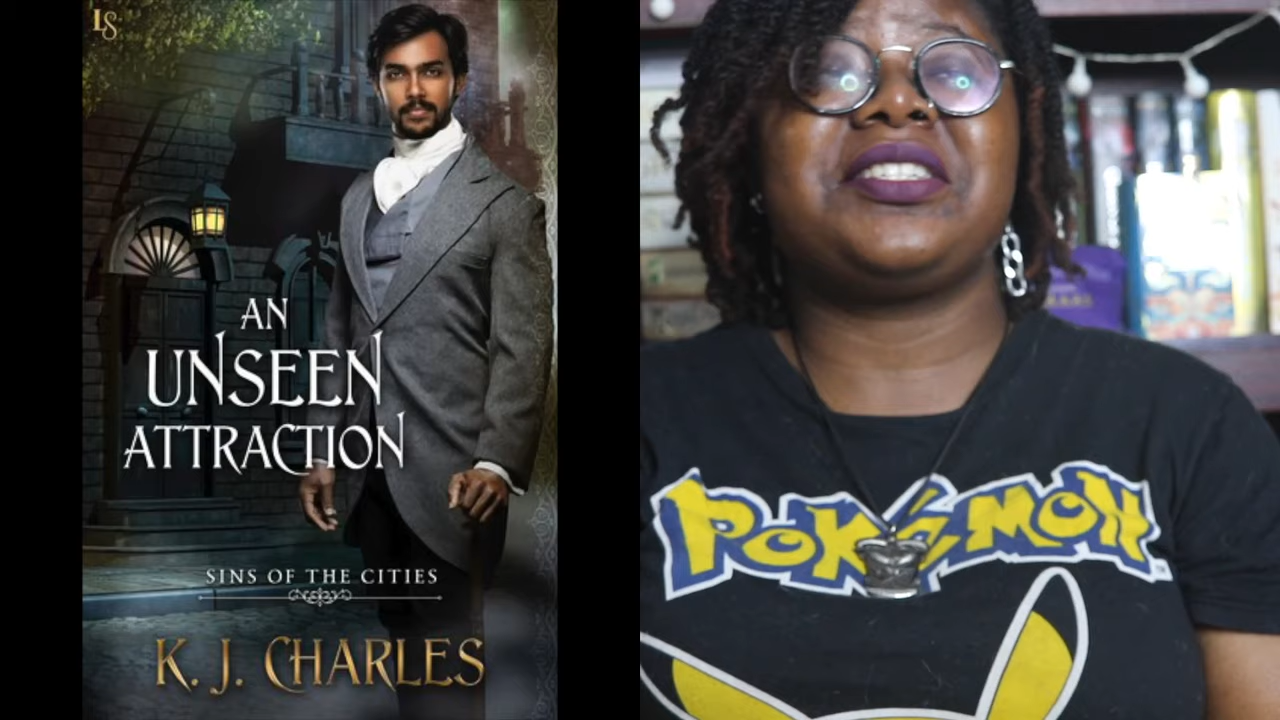 LS
AN
UNSEEN
ATTRACTION
SINS OF THE CITIES
K. J. CHARLES
POKÉMON